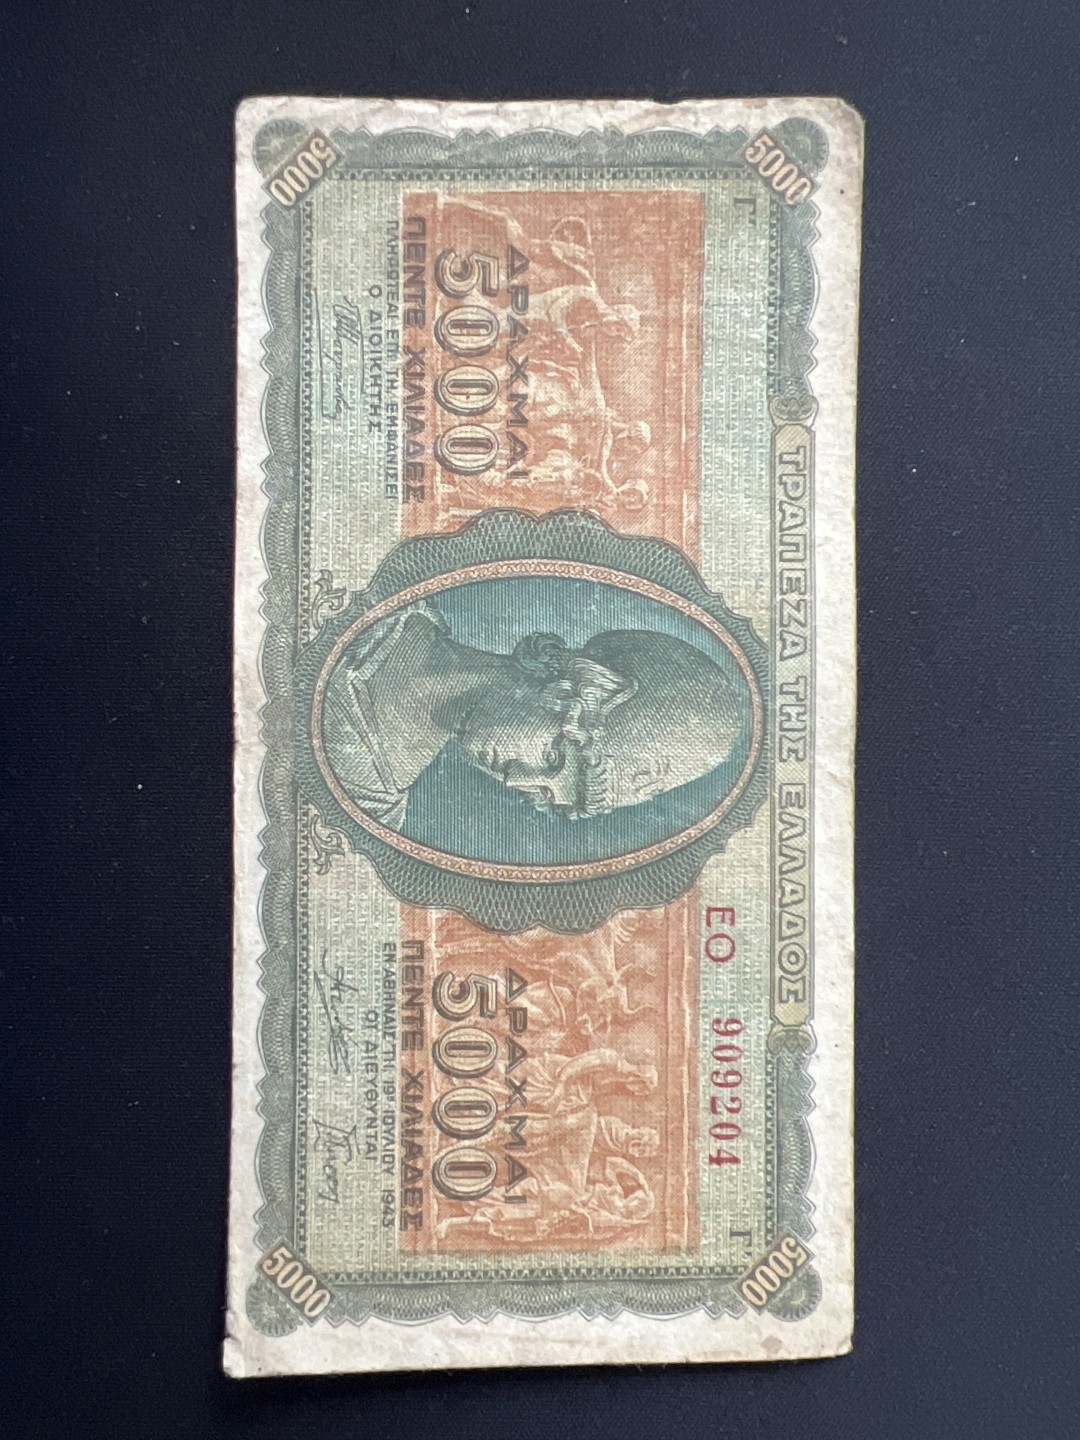 5000
5000
ΤΡΑΠΕΖΑ ΤΗΣ ΕΛΛΑΔΟΣ
Γ'
ΕΟ 909204
Γ'
ΔΡΑΧΜΑΙ
5000
ΠΕΝΤΕ ΧΙΛΙΑΔΕΣ
ΠΛΗΡΩΤΕΑΙ ΕΠΙ ΤΗ ΕΜΦΑΝΙΣΕΙ
Ο ΔΙΟΙΚΗΤΗΣ
ΔΡΑΧΜΑΙ
5000
ΠΕΝΤΕ ΧΙΛΙΑΔΕΣ
ΕΝ ΑΘΗΝΑΙΣ ΤΗ 19ῃ ΙΟΥΛΙΟΥ 1943
ΟΙ ΔΙΕΥΘΥΝΤΑΙ
5000
5000